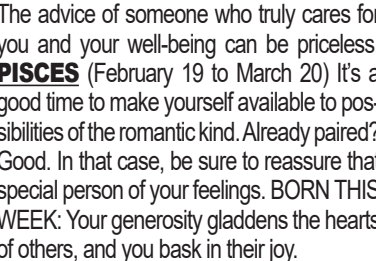 The advice of someone who truly cares for
you and your well-being can be priceless.
PISCES (February 19 to March 20) It's a
good time to make yourself available to pos-
sibilities of the romantic kind. Already paired?
Good. In that case, be sure to reassure that
special person of your feelings. BORN THIS
WEEK: Your generosity gladdens the hearts
of others, and you bask in their joy.